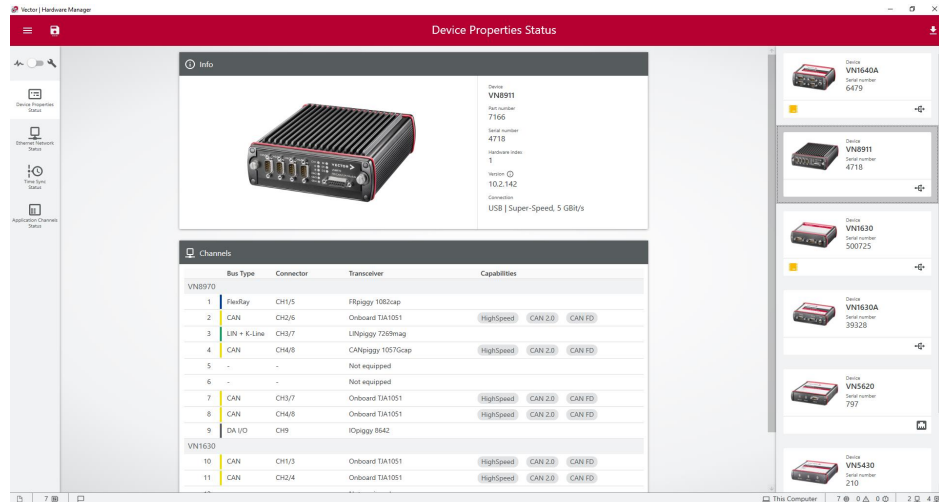 Vector | Hardware Manager
Device Properties Status
Device Properties
Status
Ethernet Network
Status
Time Sync
Status
Application Channels
Status
Info
VECTOR
Device
VN8911
Part number
7166
Serial number
4718
Hardware index
1
Version
10.2.142
Connection
USB | Super-Speed, 5 GBit/s
Channels
Bus Type Connector Transceiver Capabilities
VN8970
1 FlexRay CH1/5 FRpiggy 1082cap
2 CAN CH2/6 Onboard TJA1051 HighSpeed CAN 2.0 CAN FD
3 LIN + K-Line CH3/7 LINpiggy 7269mag
4 CAN CH4/8 CANpiggy 1057Gcap HighSpeed CAN 2.0 CAN FD
5 - - Not equipped
6 - - Not equipped
7 CAN CH3/7 Onboard TJA1051 HighSpeed CAN 2.0 CAN FD
8 CAN CH4/8 Onboard TJA1051 HighSpeed CAN 2.0 CAN FD
9 DA I/O CH9 IOpiggy 8642
VN1630
10 CAN CH1/3 Onboard TJA1051 HighSpeed CAN 2.0 CAN FD
11 CAN CH2/4 Onboard TJA1051 HighSpeed CAN 2.0 CAN FD
Device
VN1640A
Serial number
6479
Device
VN8911
Serial number
4718
Device
VN1630
Serial number
500725
Device
VN1630A
Serial number
39328
Device
VN5620
Serial number
797
Device
VN5430
Serial number
210
7
This Computer 7 0 0 2 4